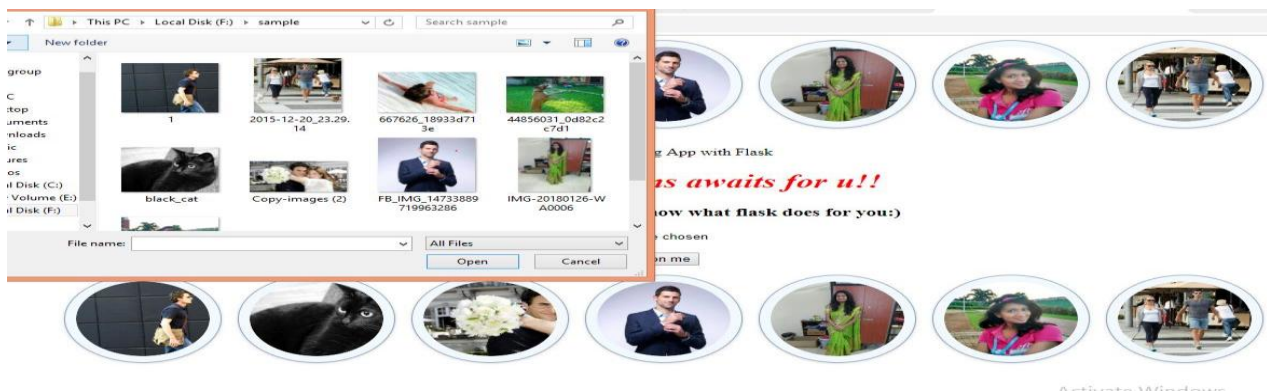 This PC ▸ Local Disk (F:) ▸ sample
Search sample
New folder
group
C
ktop
uments
vnloads
ic
ures
os
al Disk (C:)
Volume (E:)
al Disk (F:)
1
2015-12-20_23.29.
14
667626_18933d71
3e
44856031_0d82c2
c7d1
black_cat
Copy-images (2)
FB_IMG_14733889
719963286
IMG-20180126-W
A0006
File name:
All Files
Open
Cancel
g App with Flask
ns awaits for u!!
now what flask does for you:)
chosen
on me
Activate Windows